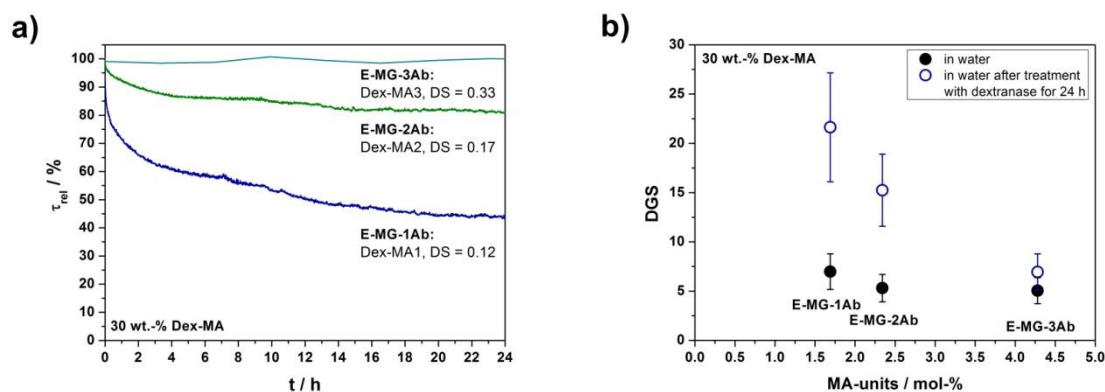 a)
100
90
80
70
60
50
40
30
20
10
0
τrel / %
E-MG-3Ab:
Dex-MA3, DS = 0.33
E-MG-2Ab:
Dex-MA2, DS = 0.17
E-MG-1Ab:
Dex-MA1, DS = 0.12
30 wt.-% Dex-MA
0 2 4 6 8 10 12 14 16 18 20 22 24
t / h
b)
30
25
20
15
10
5
0
DGS
30 wt.-% Dex-MA
in water
in water after treatment
with dextranase for 24 h
E-MG-1Ab
E-MG-2Ab
E-MG-3Ab
0.0 0.5 1.0 1.5 2.0 2.5 3.0 3.5 4.0 4.5 5.0
MA-units / mol-%